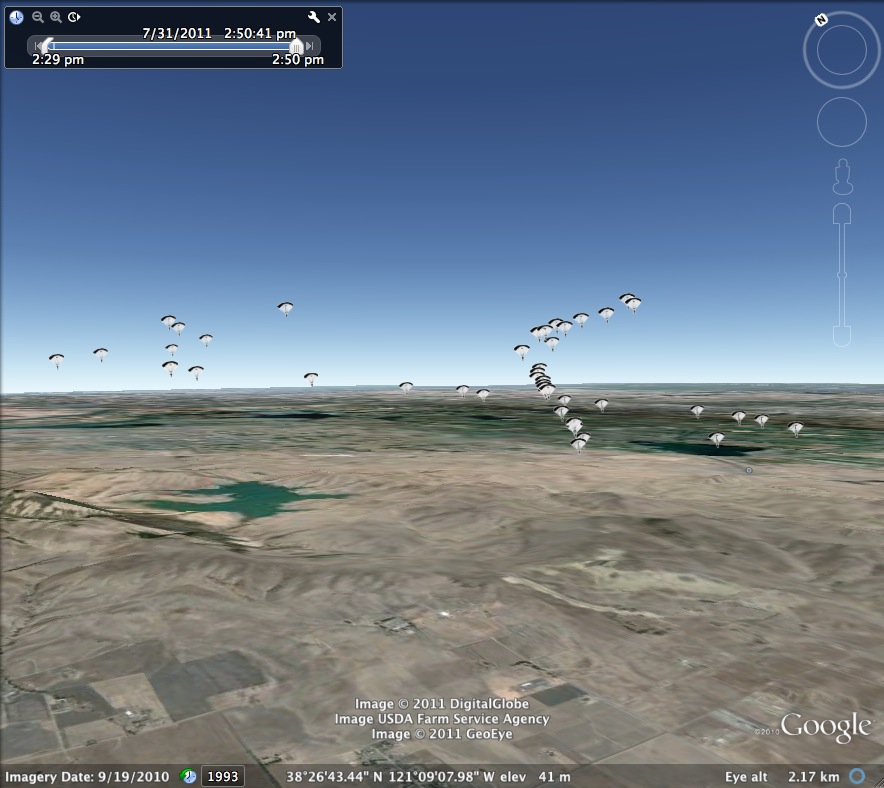 7/31/2011 2:50:41 pm
2:29 pm 2:50 pm
N
Image © 2011 DigitalGlobe
Image USDA Farm Service Agency
Image © 2011 GeoEye
©2010 Google
Imagery Date: 9/19/2010 1993 38°26'43.44" N 121°09'07.98" W elev 41 m Eye alt 2.17 km